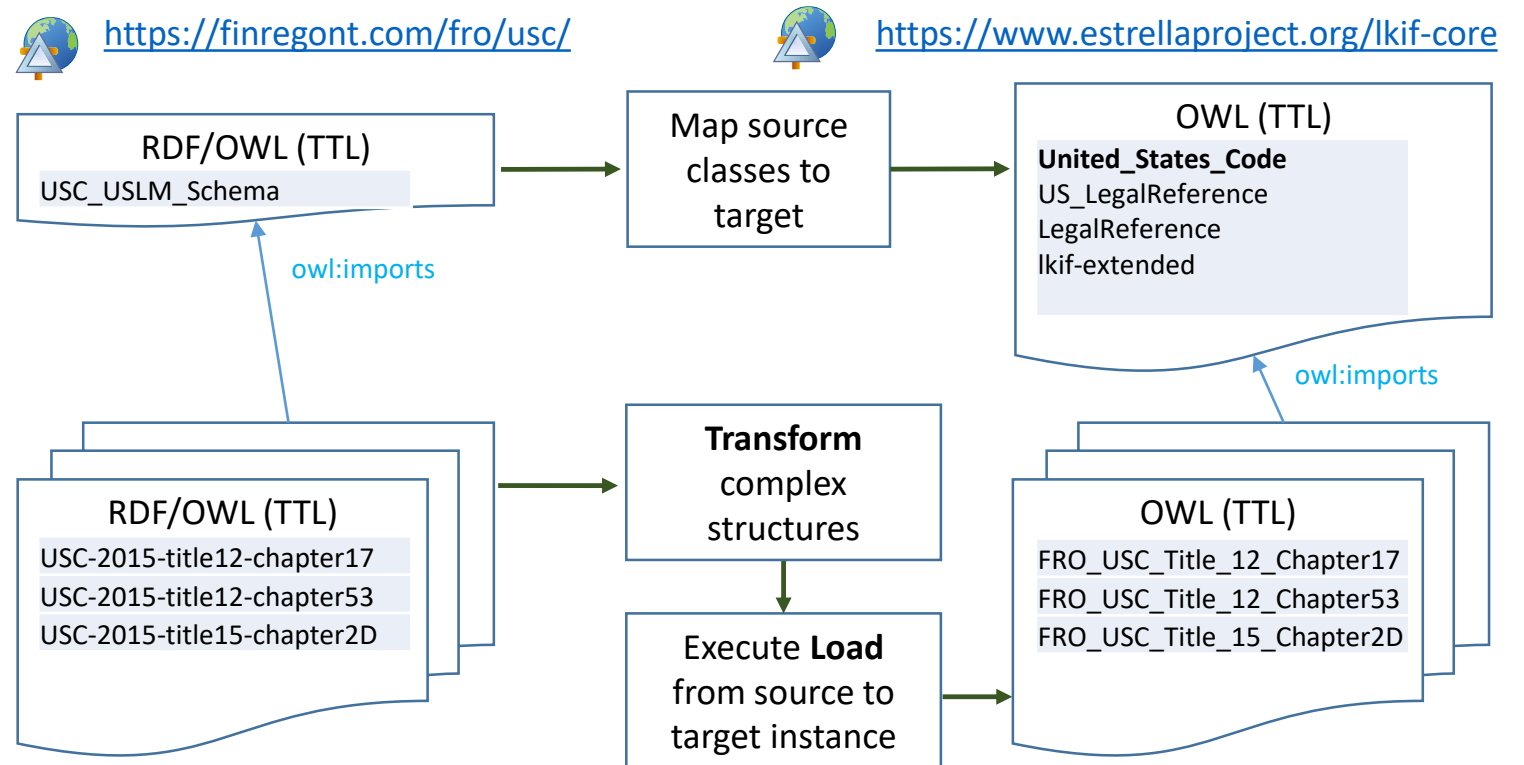 https://finregont.com/fro/usc/
https://www.estrellaproject.org/lkif-core
RDF/OWL (TTL)
USC_USLM_Schema
Map source
classes to
target
OWL (TTL)
United_States_Code
US_LegalReference
LegalReference
lkif-extended
owl:imports
owl:imports
RDF/OWL (TTL)
USC-2015-title12-chapter17
USC-2015-title12-chapter53
USC-2015-title15-chapter2D
Transform
complex
structures
Execute Load
from source to
target instance
OWL (TTL)
FRO_USC_Title_12_Chapter17
FRO_USC_Title_12_Chapter53
FRO_USC_Title_15_Chapter2D